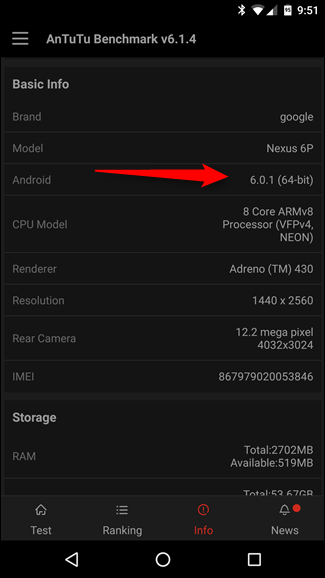 95 9:51
AnTuTu Benchmark v6.1.4
Basic Info
Brand google
Model Nexus 6P
Android 6.0.1 (64-bit)
CPU Model 8 Core ARMv8
Processor (VFPv4,
NEON)
Renderer Adreno (TM) 430
Resolution 1440 x 2560
Rear Camera 12.2 mega pixel
4032x3024
IMEI 867979020053846
Storage
RAM Total:2702MB
Available:519MB
Total:53.67GB
Test Ranking Info News